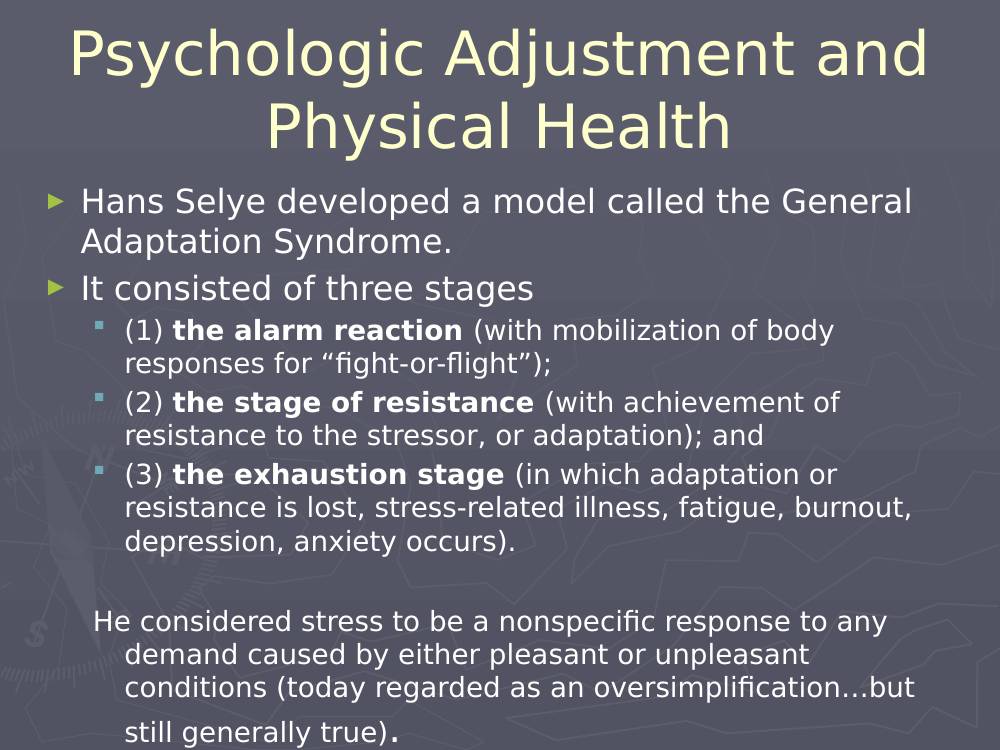 Psychologic Adjustment and
Physical Health
► Hans Selye developed a model called the General
Adaptation Syndrome.
► It consisted of three stages
▪ (1) the alarm reaction (with mobilization of body
responses for “fight-or-flight”);
▪ (2) the stage of resistance (with achievement of
resistance to the stressor, or adaptation); and
▪ (3) the exhaustion stage (in which adaptation or
resistance is lost, stress-related illness, fatigue, burnout,
depression, anxiety occurs).
He considered stress to be a nonspecific response to any
demand caused by either pleasant or unpleasant
conditions (today regarded as an oversimplification…but
still generally true).
N
NW
S